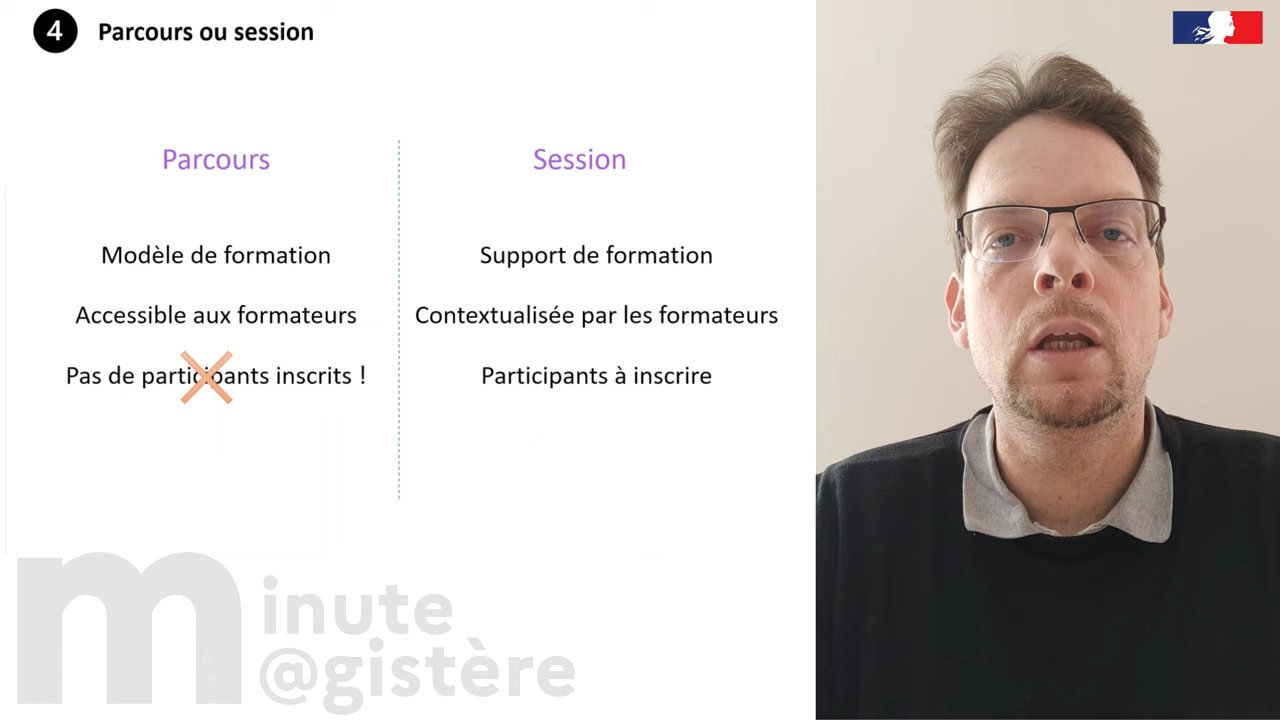 4 Parcours ou session
Parcours
Session
Modèle de formation
Support de formation
Accessible aux formateurs
Contextualisée par les formateurs
Pas de participants inscrits !
Participants à inscrire
minute
@gistère